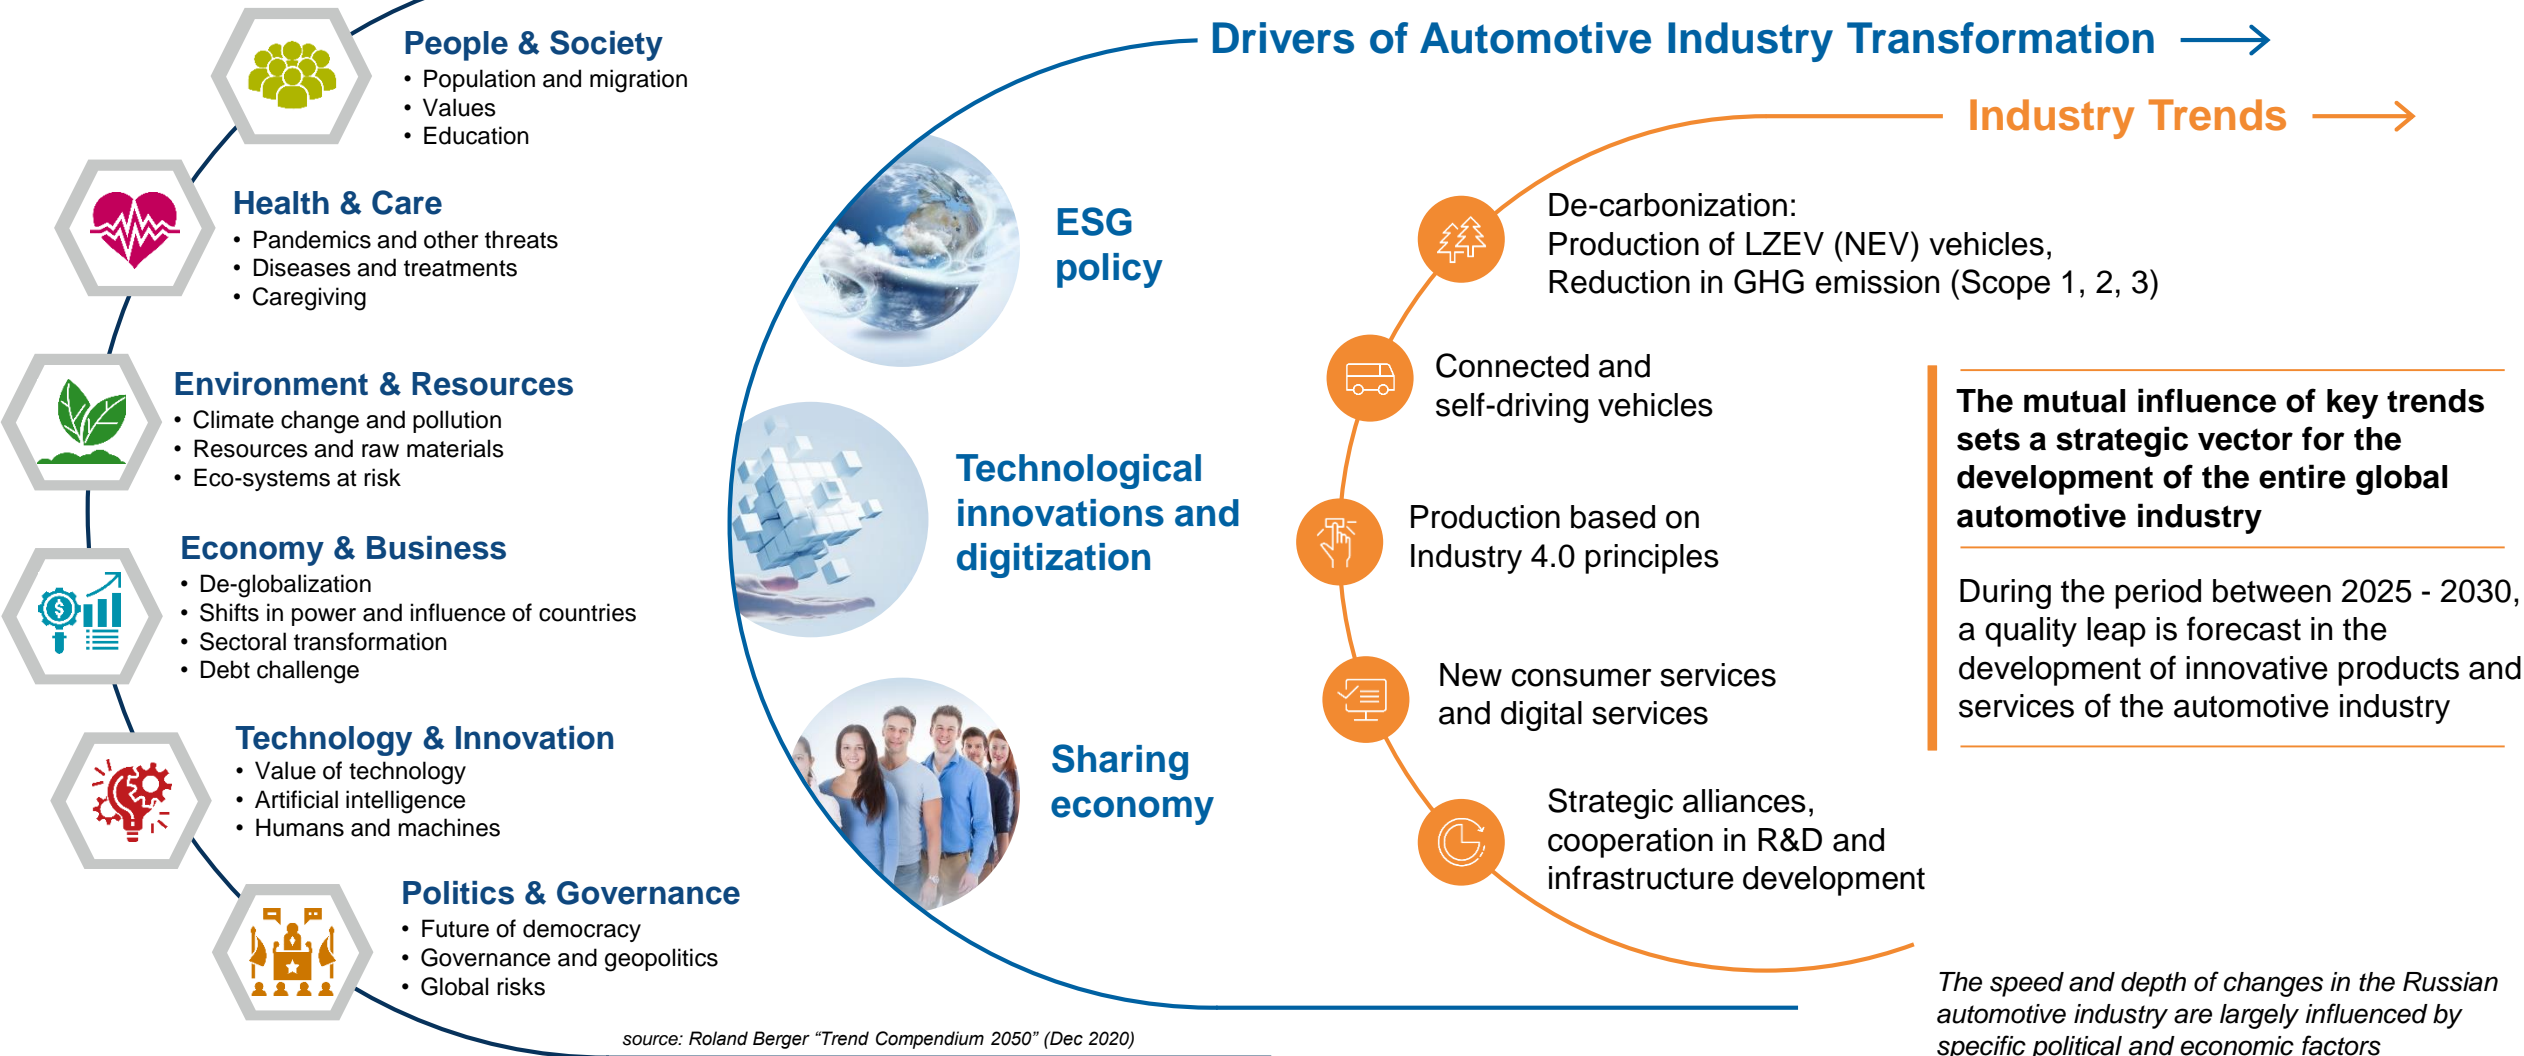 People & Society
• Population and migration
• Values
• Education
Health & Care
• Pandemics and other threats
• Diseases and treatments
• Caregiving
Environment & Resources
• Climate change and pollution
• Resources and raw materials
• Eco-systems at risk
Economy & Business
• De-globalization
• Shifts in power and influence of countries
• Sectoral transformation
• Debt challenge
Technology & Innovation
• Value of technology
• Artificial intelligence
• Humans and machines
Politics & Governance
• Future of democracy
• Governance and geopolitics
• Global risks
source: Roland Berger “Trend Compendium 2050” (Dec 2020)
Drivers of Automotive Industry Transformation
ESG
policy
Technological
innovations and
digitization
Sharing
economy
Industry Trends
De-carbonization:
Production of LZEV (NEV) vehicles,
Reduction in GHG emission (Scope 1, 2, 3)
Connected and
self-driving vehicles
Production based on
Industry 4.0 principles
New consumer services
and digital services
Strategic alliances,
cooperation in R&D and
infrastructure development
The mutual influence of key trends
sets a strategic vector for the
development of the entire global
automotive industry
During the period between 2025 - 2030,
a quality leap is forecast in the
development of innovative products and
services of the automotive industry
The speed and depth of changes in the Russian
automotive industry are largely influenced by
specific political and economic factors